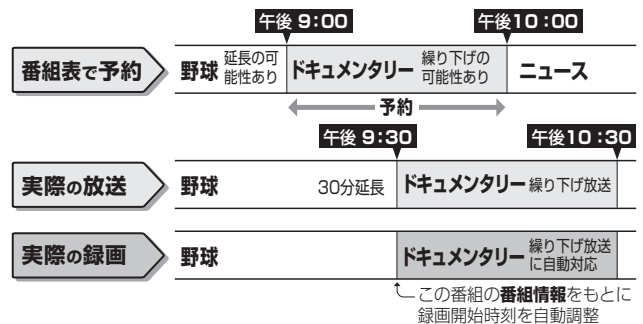 午後 9:00 午後10:00
番組表で予約 野球 延長の可能性あり ドキュメンタリー 繰り下げの可能性あり ニュース
予約
午後 9:30 午後10:30
実際の放送 野球 30分延長 ドキュメンタリー 繰り下げ放送
実際の録画 野球 ドキュメンタリー 繰り下げ放送に自動対応
この番組の番組情報をもとに
録画開始時刻を自動調整